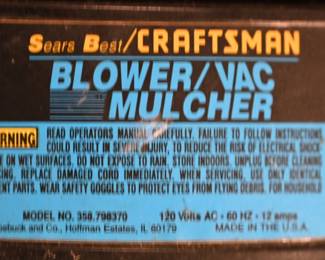 Sears Best/CRAFTSMAN
BLOWER/VAC
MULCHER
WARNING READ OPERATORS MANUAL CAREFULLY. FAILURE TO FOLLOW INSTRUCTIONS
COULD RESULT IN SEVERE INJURY, TO REDUCE THE RISK OF ELECTRICAL SHOCK
ON WET SURFACES. DO NOT EXPOSE TO RAIN. STORE INDOORS. UNPLUG BEFORE CLEANING
REPLACE DAMAGED CORD IMMEDIATELY. WHEN SERVICING, USE ONLY IDENTICAL
PARTS. WEAR SAFETY GOGGLES TO PROTECT EYES FROM FLYING DEBRIS. FOR HOUSEHOLD
MODEL NO. 358.798370 120 Volts AC - 60 HZ - 12 amps
oebuck and Co., Hoffman Estates, IL 60179 MADE IN THE U.S.A.